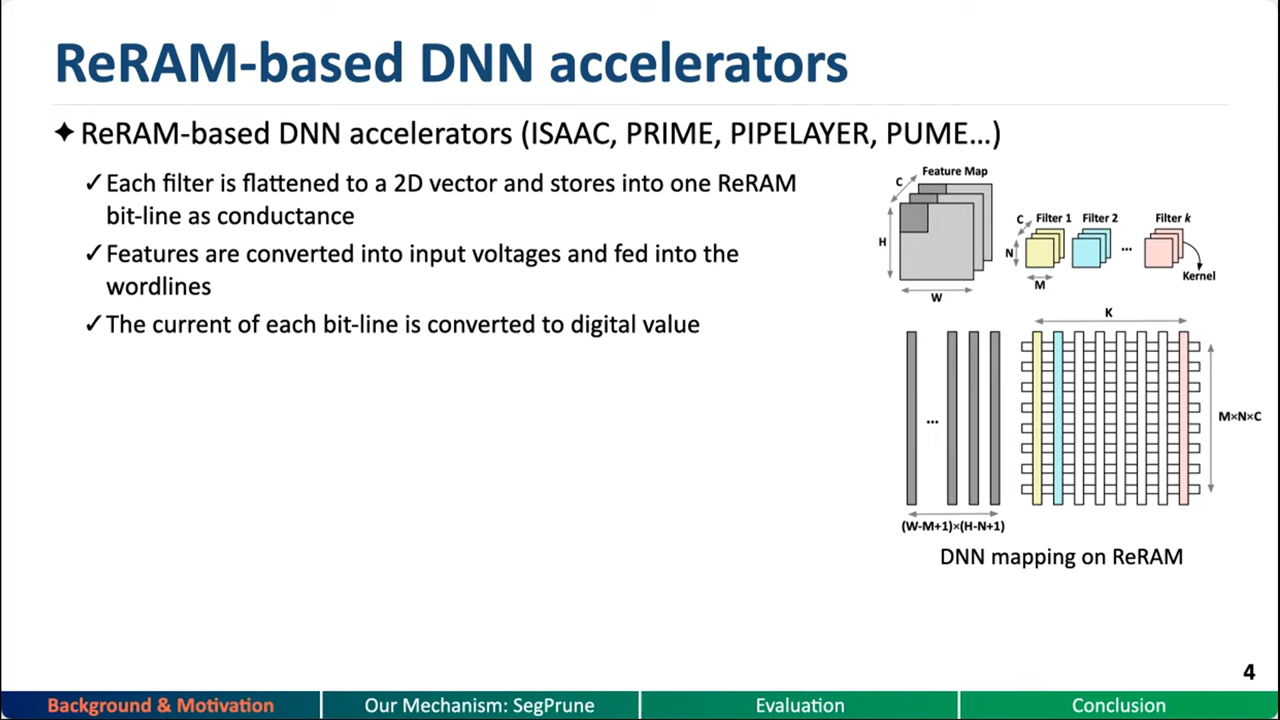 ReRAM-based DNN accelerators
✦ ReRAM-based DNN accelerators (ISAAC, PRIME, PIPELAYER, PUME…)
✓Each filter is flattened to a 2D vector and stores into one ReRAM
bit-line as conductance
✓Features are converted into input voltages and fed into the
wordlines
✓The current of each bit-line is converted to digital value
Feature Map
C
H
W
C
Filter 1
Filter 2
Filter k
N
M
...
Kernel
K
...
M×N×C
(W-M+1)×(H-N+1)
DNN mapping on ReRAM
4
Background & Motivation
Our Mechanism: SegPrune
Evaluation
Conclusion